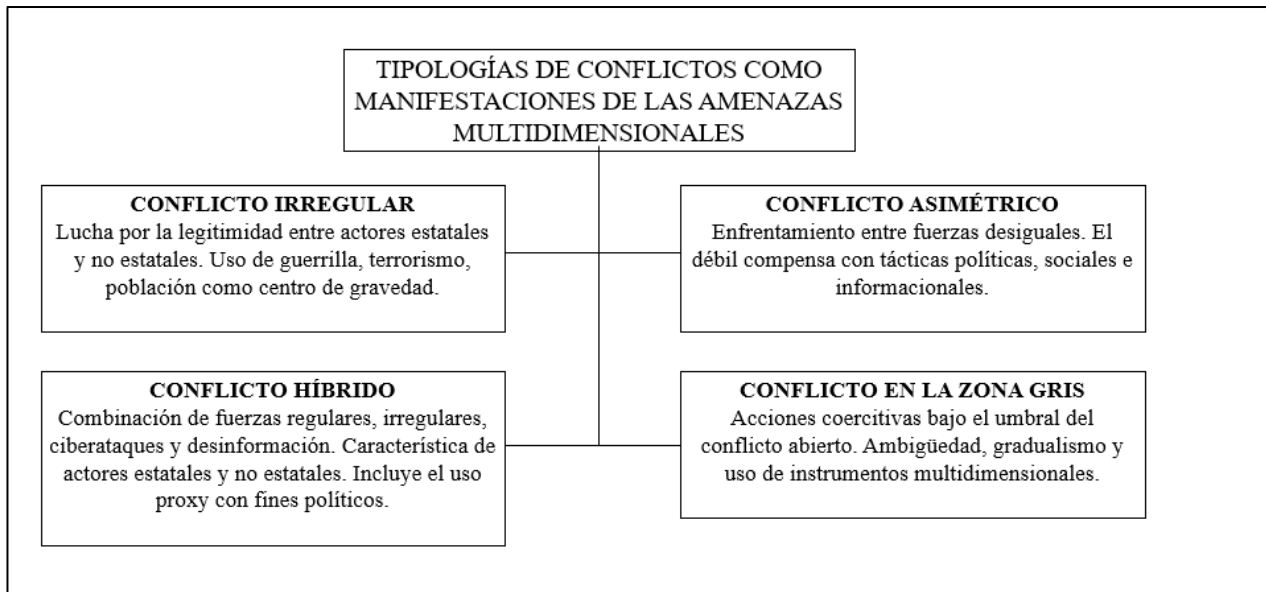 TIPOLOGÍAS DE CONFLICTOS COMO
MANIFESTACIONES DE LAS AMENAZAS
MULTIDIMENSIONALES
CONFLICTO IRREGULAR
Lucha por la legitimidad entre actores estatales
y no estatales. Uso de guerrilla, terrorismo,
población como centro de gravedad.
CONFLICTO ASIMÉTRICO
Enfrentamiento entre fuerzas desiguales. El
débil compensa con tácticas políticas, sociales e
informacionales.
CONFLICTO HÍBRIDO
Combinación de fuerzas regulares, irregulares,
ciberataques y desinformación. Característica de
actores estatales y no estatales. Incluye el uso
proxy con fines políticos.
CONFLICTO EN LA ZONA GRIS
Acciones coercitivas bajo el umbral del
conflicto abierto. Ambigüedad, gradualismo y
uso de instrumentos multidimensionales.